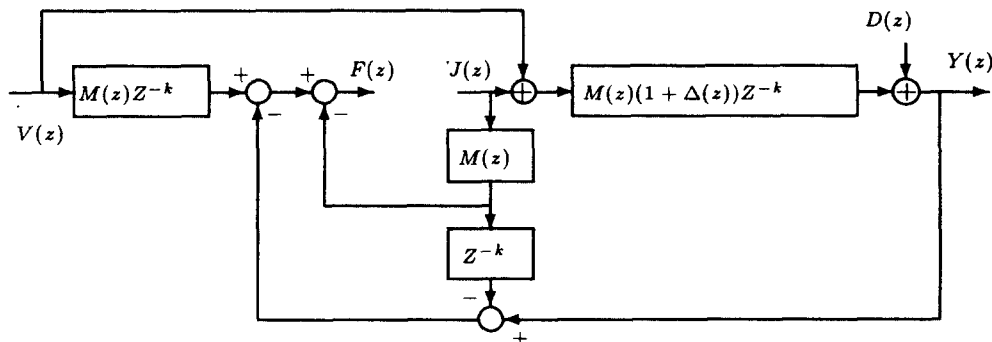 D(z)
F(z)
J(z)
Y(z)
+
+
M(z)Z^{-k}
M(z)(1 + Δ(z))Z^{-k}
−
−
V(z)
M(z)
Z^{-k}
−
+